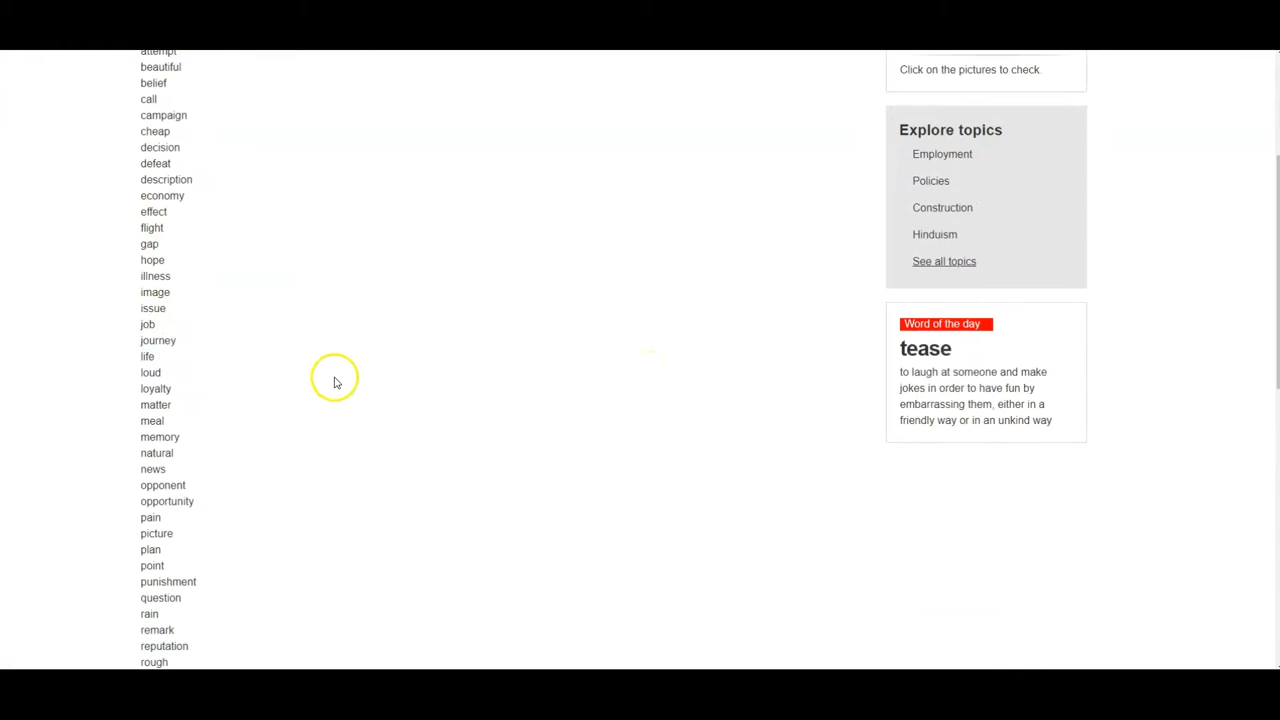 attempt
beautiful
belief
call
campaign
cheap
decision
defeat
description
economy
effect
flight
gap
hope
illness
image
issue
job
journey
life
loud
loyalty
matter
meal
memory
natural
news
opponent
opportunity
pain
picture
plan
point
punishment
question
rain
remark
reputation
rough
Click on the pictures to check.
Explore topics
Employment
Policies
Construction
Hinduism
See all topics
Word of the day
tease
to laugh at someone and make
jokes in order to have fun by
embarrassing them, either in a
friendly way or in an unkind way